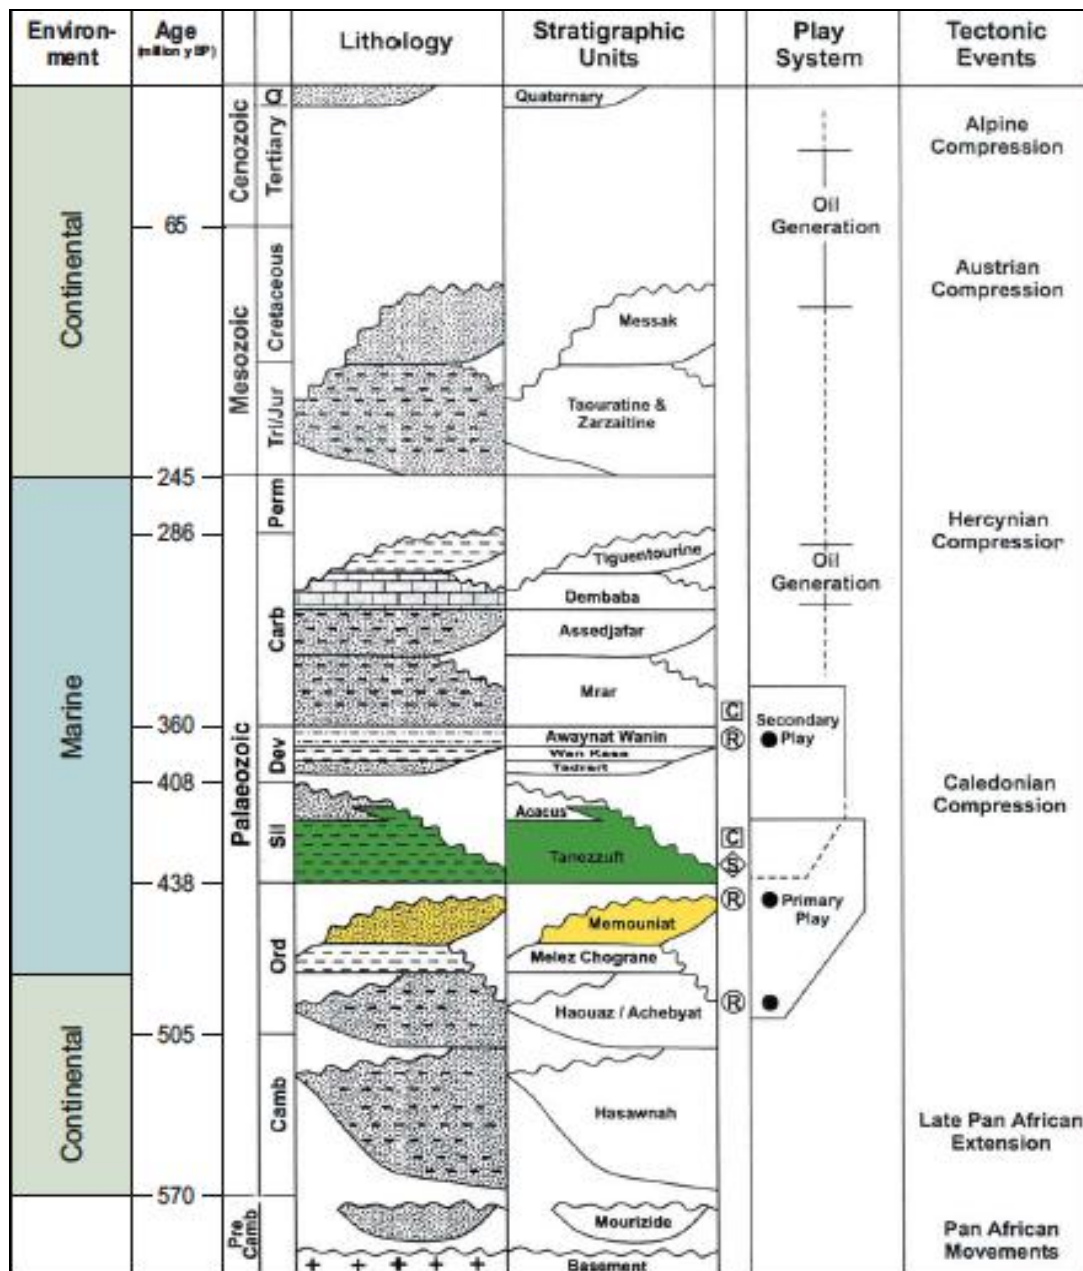 Environ-
ment
Age
(million y BP)
Lithology
Stratigraphic
Units
Play
System
Tectonic
Events
Continental
Marine
Continental
65
245
286
360
408
438
505
570
Cenozoic
Mesozoic
Palaeozoic
Pre
Camb
Q
Tertiary
Cretaceous
Tri/Jur
Perm
Carb
Dev
Sil
Ord
Camb
Quaternary
Messak
Taouratine &
Zarzaitine
Tiguentourine
Dembaba
Assedjafar
Mrar
Awaynat Wanin
Wan Kasa
Tadrart
Acacus
Tanezzuft
Memouniat
Melez Chograne
Haouaz / Achebyat
Hasawnah
Mourizide
Basement
C
R
C
S
R
R
Oil
Generation
Oil
Generation
Secondary
Play
Primary
Play
Alpine
Compression
Austrian
Compression
Hercynian
Compression
Caledonian
Compression
Late Pan African
Extension
Pan African
Movements